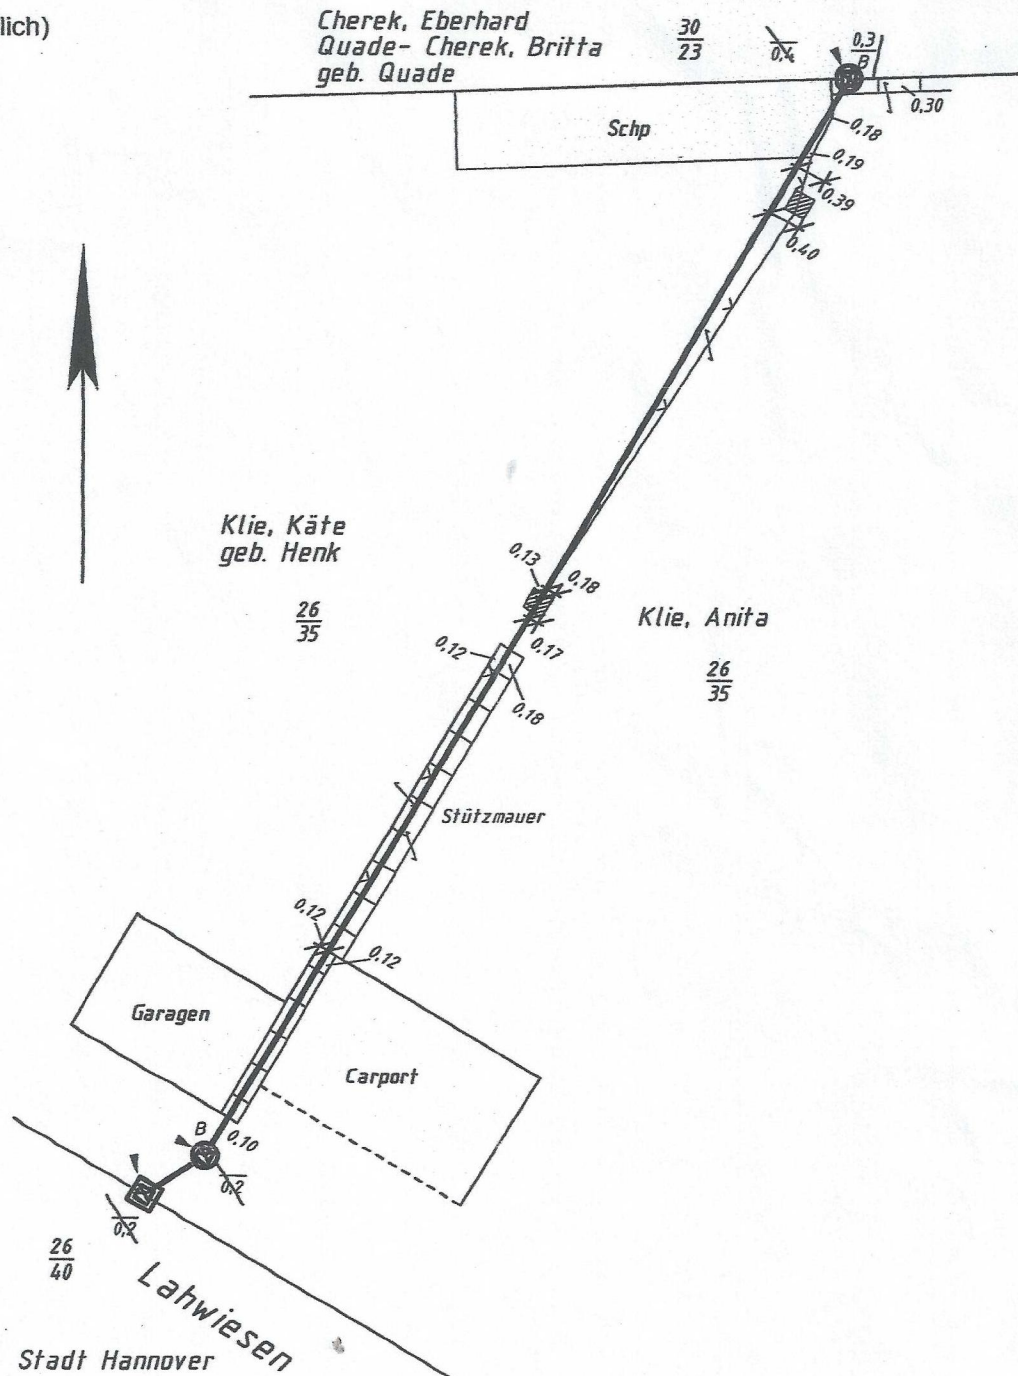 lich)
Cherek, Eberhard
Quade- Cherek, Britta
geb. Quade
30
23
0,4
0,3
B
0,30
Schp
0,18
0,19
0,39
0,40
Klie, Käte
geb. Henk
26
35
0,13
0,18
0,17
Klie, Anita
26
35
0,12
0,18
Stützmauer
0,12
0,12
Garagen
Carport
B
0,10
0,2
0,2
26
40
Lahwiesen
Stadt Hannover